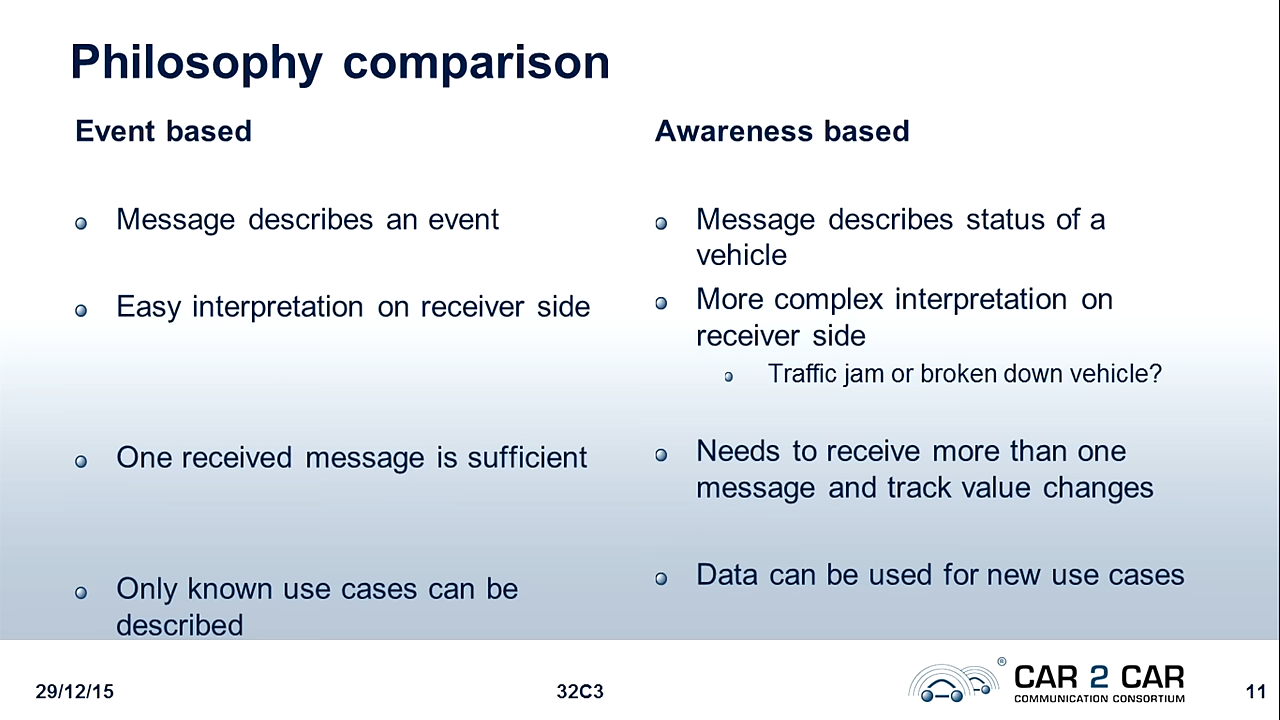 Philosophy comparison
Event based
Message describes an event
Easy interpretation on receiver side
One received message is sufficient
Only known use cases can be
described
Awareness based
Message describes status of a
vehicle
More complex interpretation on
receiver side
Traffic jam or broken down vehicle?
Needs to receive more than one
message and track value changes
Data can be used for new use cases
29/12/15
32C3
®
CAR 2 CAR
COMMUNICATION CONSORTIUM
11